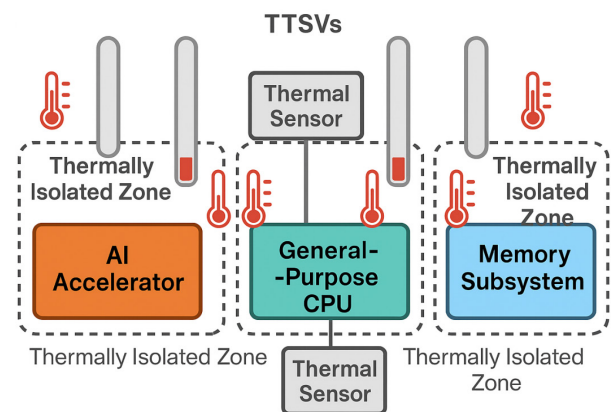 TTSVs
Thermal
Sensor
Thermally
Isolated Zone
Thermally
Isolated
Zone
AI
Accelerator
General-
-Purpose
CPU
Memory
Subsystem
Thermally Isolated Zone
Thermal
Sensor
Thermally Isolated
Zone